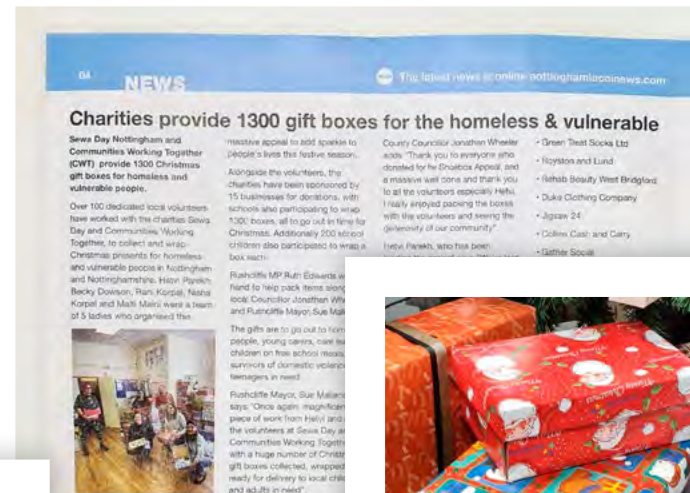 04
NEWS
The latest news is online nottinghamlocalnews.com
Charities provide 1300 gift boxes for the homeless & vulnerable
Sewa Day Nottingham and
Communities Working Together
(CWT) provide 1300 Christmas
gift boxes for homeless and
vulnerable people.
Over 100 dedicated local volunteers
have worked with the charities Sewa
Day and Communities Working
Together, to collect and wrap
Christmas presents for homeless
and vulnerable people in Nottingham
and Nottinghamshire. Parekh,
Becky Dowson, Rani Korpal, Nisha
Korpal and Malti Maini were a team
of 5 ladies who organised this
massive appeal to add sparkle to
people's lives this festive season.
Alongside the volunteers, the
charities have been sponsored by
15 businesses for donations, with
schools also participating to wrap
1300 boxes, all to go out in time for
Christmas. Additionally 200 school
children also participated to wrap a
box each.
Rushcliffe MP Ruth Edwards w
hand to help pack items along
local Councillor Jonathan Whe
and Rushcliffe Mayor, Sue Mal
The gifts are to go out to hom
people, young carers, care lea
children on free school meals,
survivors of domestic violence
teenagers in need.
Rushcliffe Mayor, Sue Mallen
says "Once again, magnificen
piece of work from Hetvi and
the volunteers at Sewa Day a
Communities Working Togeth
with a huge number of Christm
gift boxes collected, wrapped
ready for delivery to local child
and adults in need".
County Councillor Jonathan Wheeler
adds "Thank you to everyone who
donated for he Shoebox Appeal, and
a massive well done and thank you
to all the volunteers especially Hetvi.
I really enjoyed packing the boxes
with the volunteers and seeing the
generosity of our community".
Hetvi Parekh, who has been
• Green Treat Socks Ltd
• Royston and Lund
• Rehab Beauty West Bridgford
• Duka Clothing Company
• Jigsaw 24
• Collins Cash and Carry
• Gather Social